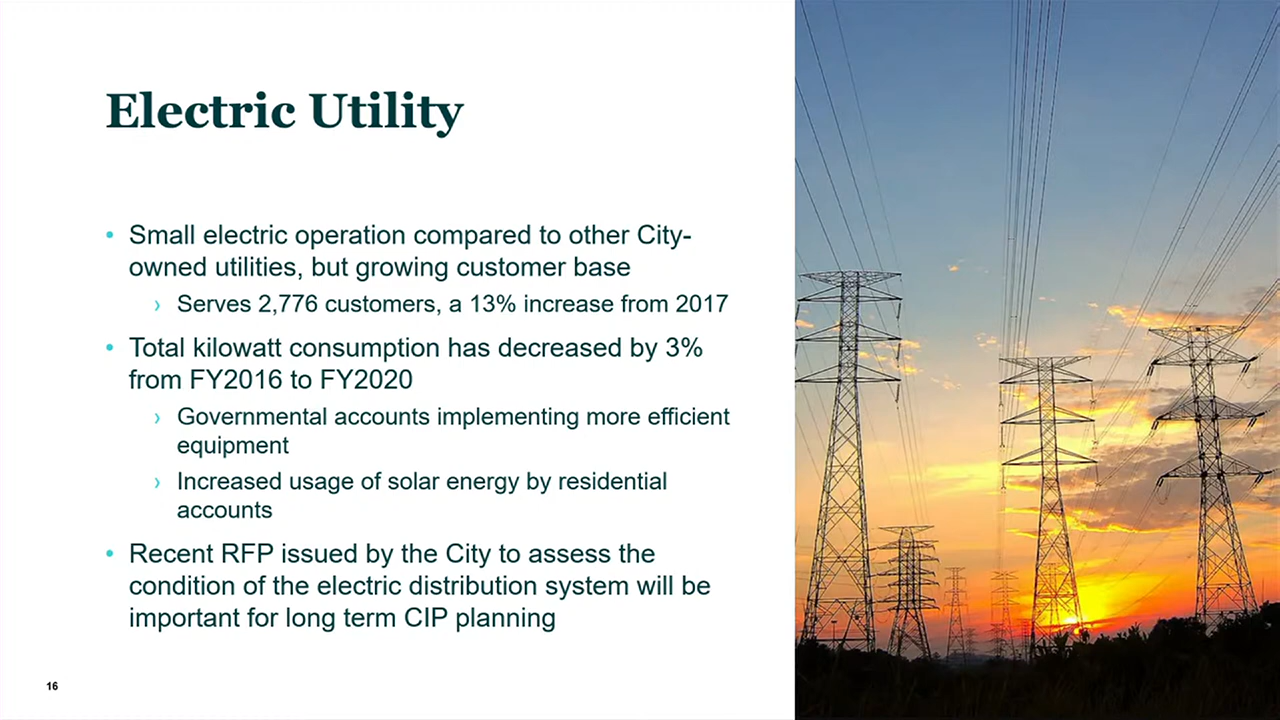 Electric Utility
• Small electric operation compared to other City-
owned utilities, but growing customer base
› Serves 2,776 customers, a 13% increase from 2017
• Total kilowatt consumption has decreased by 3%
from FY2016 to FY2020
› Governmental accounts implementing more efficient
equipment
› Increased usage of solar energy by residential
accounts
• Recent RFP issued by the City to assess the
condition of the electric distribution system will be
important for long term CIP planning
16